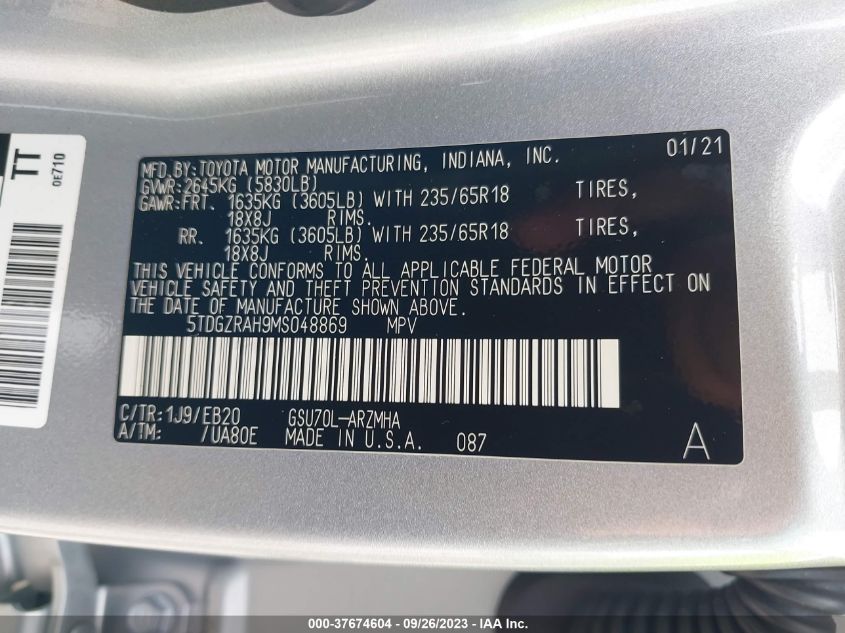 TT
0E710
MFD.BY:TOYOTA MOTOR MANUFACTURING, INDIANA, INC. 01/21
GVWR:2645KG (5830LB)
GAWR:FRT. 1635KG (3605LB) WITH 235/65R18 TIRES,
18X8J RIMS.
RR. 1635KG (3605LB) WITH 235/65R18 TIRES,
18X8J RIMS.
THIS VEHICLE CONFORMS TO ALL APPLICABLE FEDERAL MOTOR
VEHICLE SAFETY AND THEFT PREVENTION STANDARDS IN EFFECT ON
THE DATE OF MANUFACTURE SHOWN ABOVE.
5TDGZRAH9MS048869 MPV
C/TR:1J9/EB20 GSU70L-ARZMHA
A/TM: /UA80E MADE IN U.S.A. 087 A
000-37674604 - 09/26/2023 - IAA Inc.